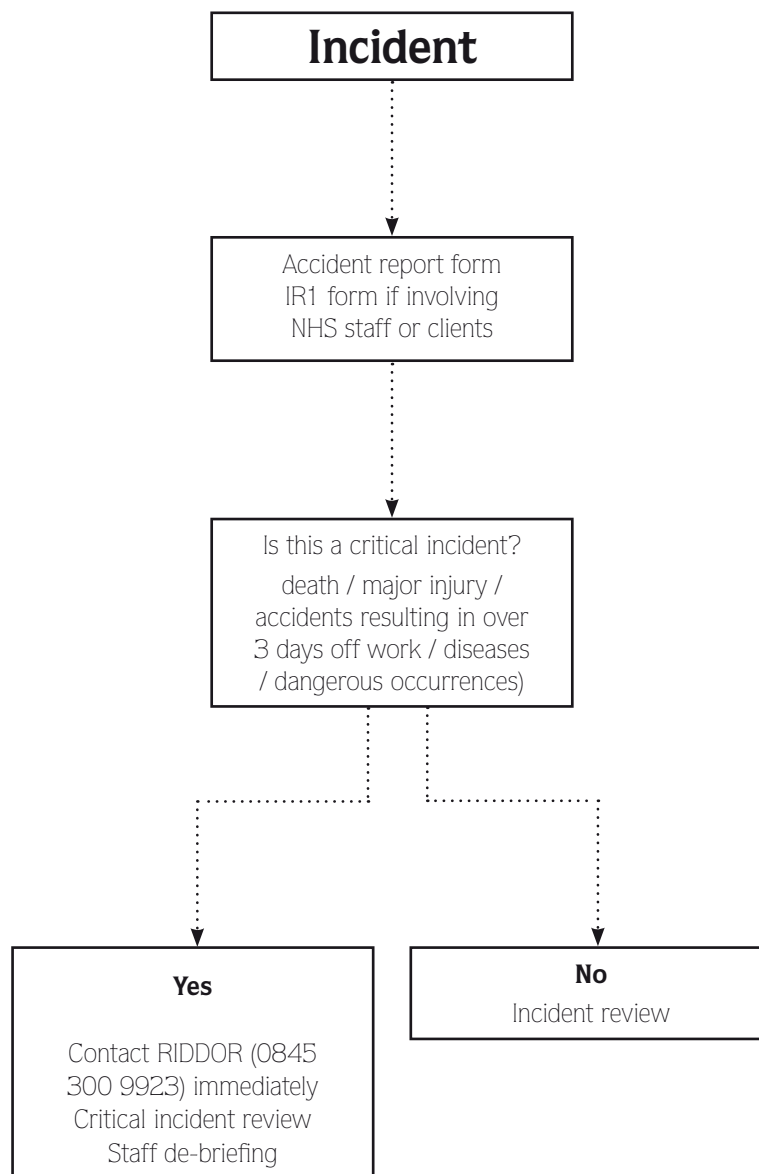 Incident
Accident report form
IR1 form if involving
NHS staff or clients
Is this a critical incident?
death / major injury /
accidents resulting in over
3 days off work / diseases
/ dangerous occurrences)
Yes
Contact RIDDOR (0845
300 9923) immediately
Critical incident review
Staff de-briefing
No
Incident review